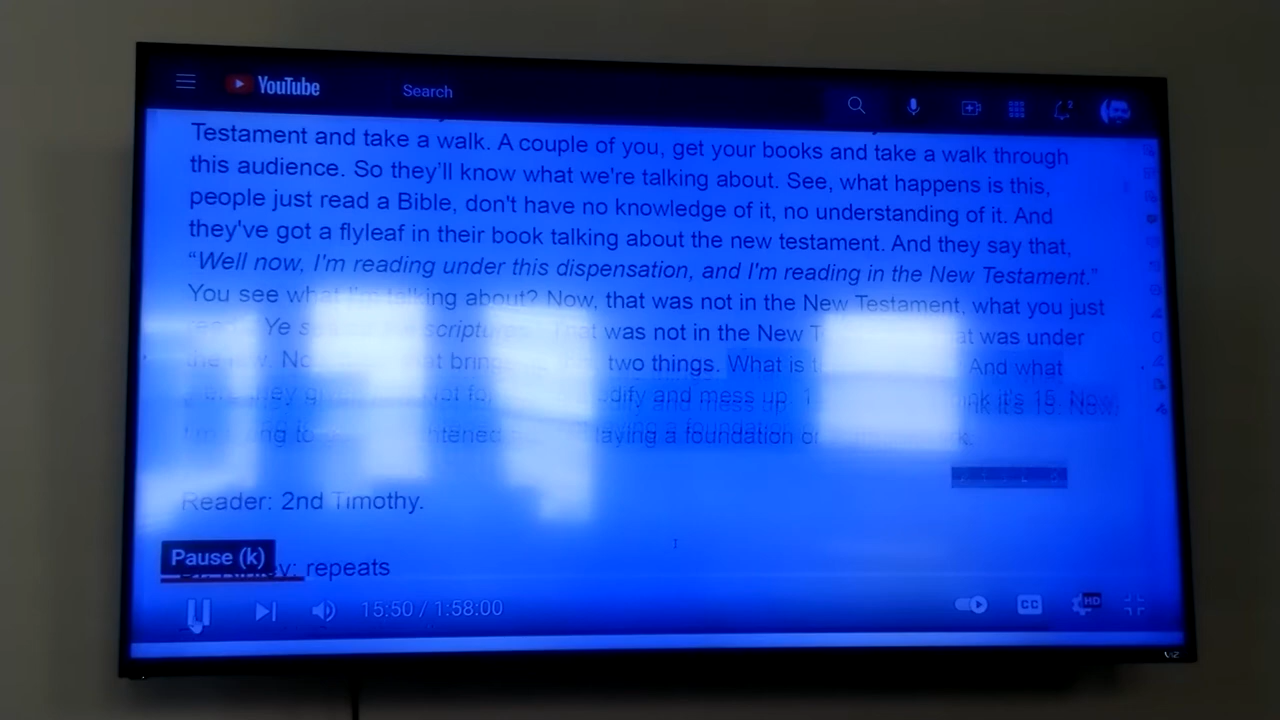 YouTube Search 2
Testament and take a walk. A couple of you, get your books and take a walk through
this audience. So they'll know what we're talking about. See, what happens is this,
people just read a Bible, don't have no knowledge of it, no understanding of it. And
they've got a flyleaf in their book talking about the new testament. And they say that,
“Well now, I'm reading under this dispensation, and I'm reading in the New Testament.”
You see what I'm talking about? Now, that was not in the New Testament, what you just
Ye scriptures That was not in the New was under
two things. What is And what
and mess up. think it's 15. Now
laying a foundation
Reader: 2nd Timothy.
Pause (k)
repeats
15:50 / 1:58:00 CC HD